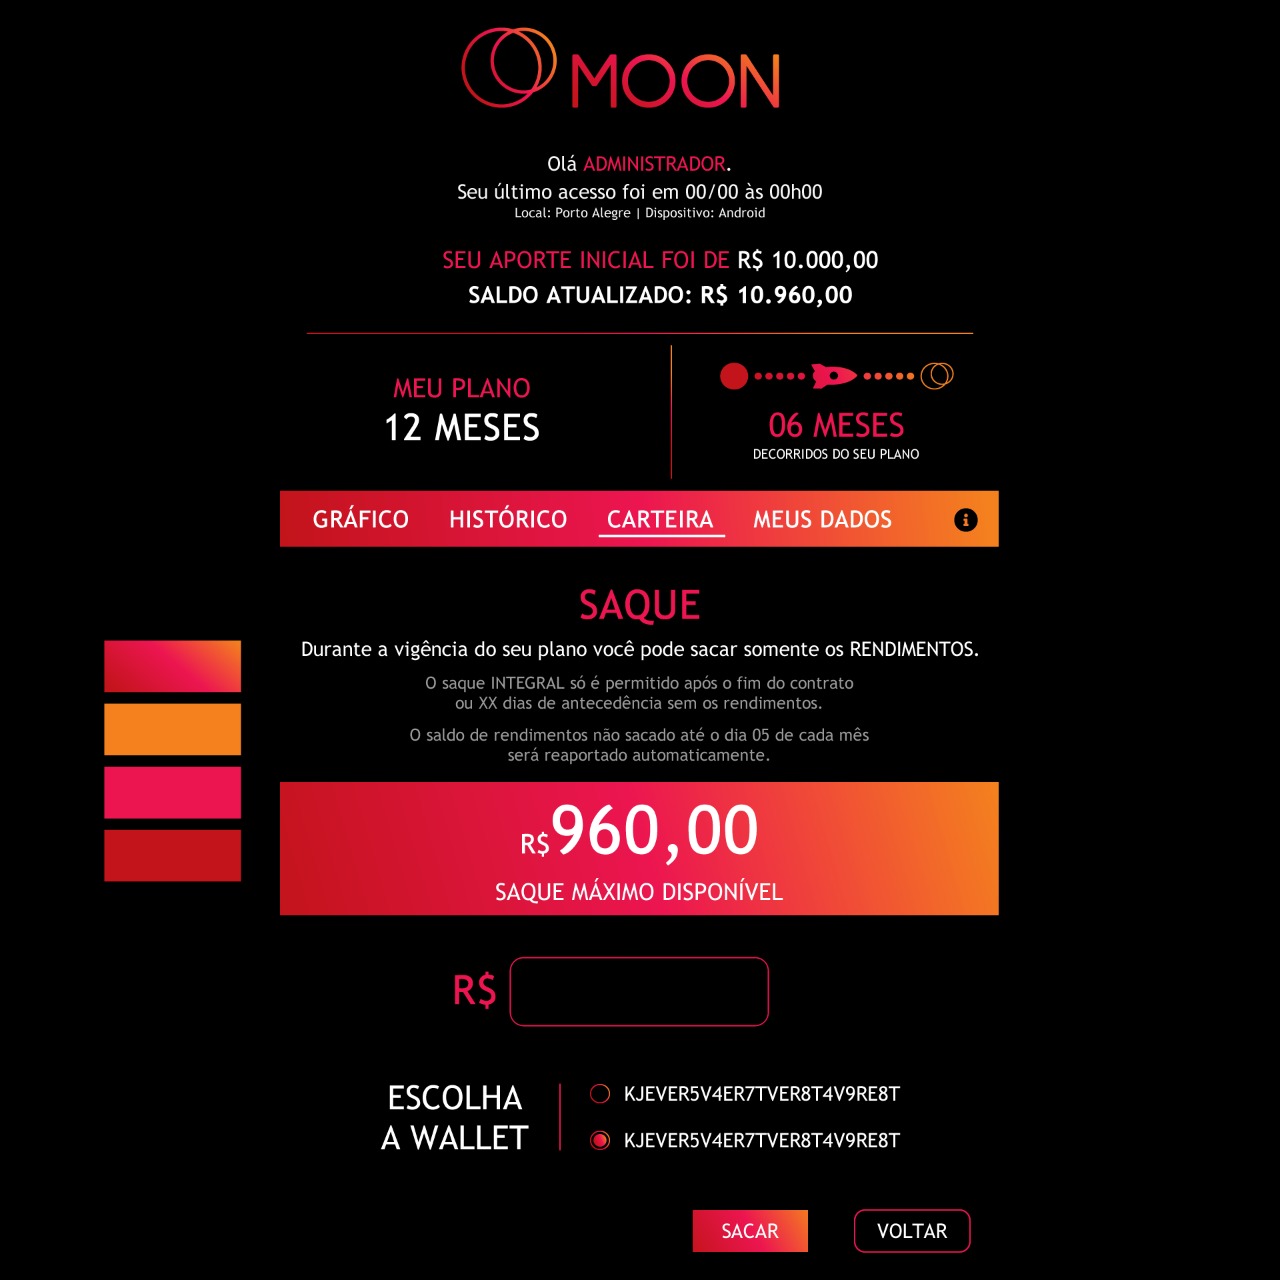 MOON
Olá ADMINISTRADOR.
Seu último acesso foi em 00/00 às 00h00
Local: Porto Alegre | Dispositivo: Android
SEU APORTE INICIAL FOI DE R$ 10.000,00
SALDO ATUALIZADO: R$ 10.960,00
MEU PLANO
12 MESES
06 MESES
DECORRIDOS DO SEU PLANO
GRÁFICO HISTÓRICO CARTEIRA MEUS DADOS i
SAQUE
Durante a vigência do seu plano você pode sacar somente os RENDIMENTOS.
O saque INTEGRAL só é permitido após o fim do contrato
ou XX dias de antecedência sem os rendimentos.
O saldo de rendimentos não sacado até o dia 05 de cada mês
será reaportado automaticamente.
R$960,00
SAQUE MÁXIMO DISPONÍVEL
R$
ESCOLHA
A WALLET
KJEVER5V4ER7TVER8T4V9RE8T
KJEVER5V4ER7TVER8T4V9RE8T
SACAR VOLTAR